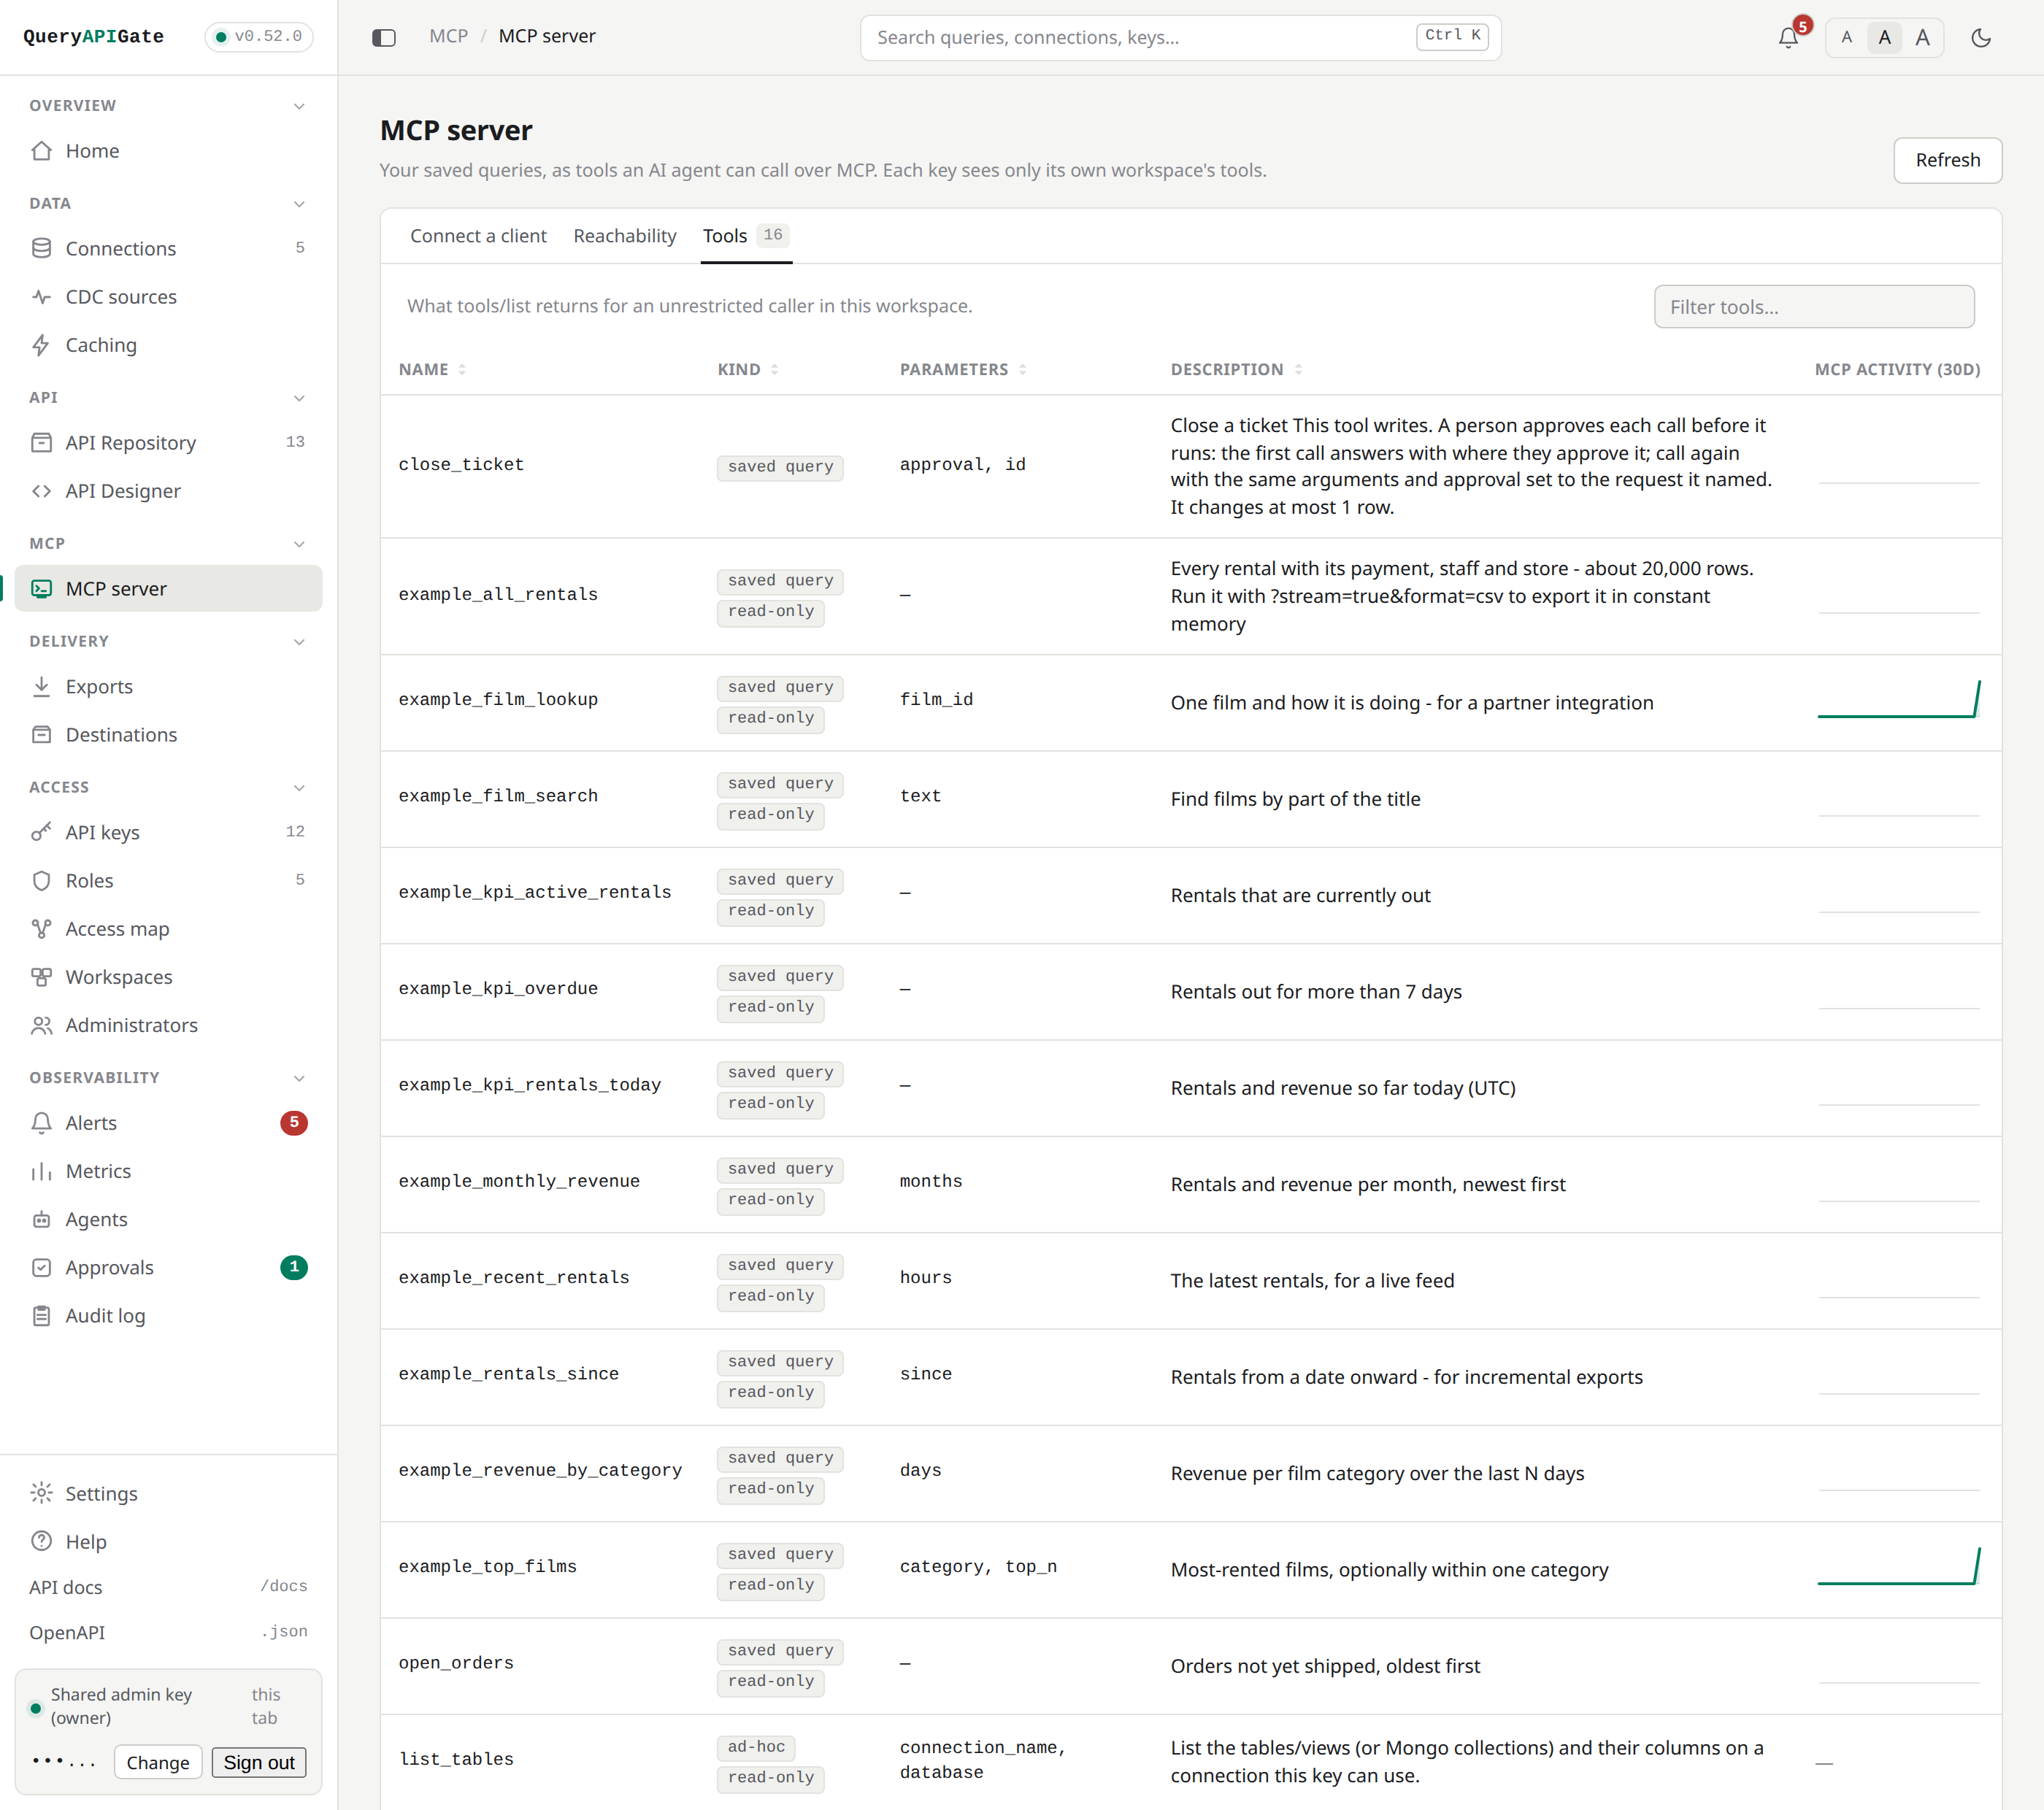 QueryAPIGate
v0.52.0
MCP / MCP server
Search queries, connections, keys...
Ctrl K
5
A A A
OVERVIEW
Home
DATA
Connections 5
CDC sources
Caching
API
API Repository 13
API Designer
MCP
MCP server
DELIVERY
Exports
Destinations
ACCESS
API keys 12
Roles 5
Access map
Workspaces
Administrators
OBSERVABILITY
Alerts 5
Metrics
Agents
Approvals 1
Audit log
Settings
Help
API docs /docs
OpenAPI .json
Shared admin key (owner)
this tab
•••...
Change
Sign out
MCP server
Your saved queries, as tools an AI agent can call over MCP. Each key sees only its own workspace's tools.
Refresh
Connect a client Reachability Tools 16
What tools/list returns for an unrestricted caller in this workspace.
Filter tools...
NAME KIND PARAMETERS DESCRIPTION MCP ACTIVITY (30D)
close_ticket
saved query
approval, id
Close a ticket This tool writes. A person approves each call before it
runs: the first call answers with where they approve it; call again
with the same arguments and approval set to the request it named.
It changes at most 1 row.
example_all_rentals
saved query
read-only
—
Every rental with its payment, staff and store - about 20,000 rows.
Run it with ?stream=true&format=csv to export it in constant
memory
example_film_lookup
saved query
read-only
film_id
One film and how it is doing - for a partner integration
example_film_search
saved query
read-only
text
Find films by part of the title
example_kpi_active_rentals
saved query
read-only
—
Rentals that are currently out
example_kpi_overdue
saved query
read-only
—
Rentals out for more than 7 days
example_kpi_rentals_today
saved query
read-only
—
Rentals and revenue so far today (UTC)
example_monthly_revenue
saved query
read-only
months
Rentals and revenue per month, newest first
example_recent_rentals
saved query
read-only
hours
The latest rentals, for a live feed
example_rentals_since
saved query
read-only
since
Rentals from a date onward - for incremental exports
example_revenue_by_category
saved query
read-only
days
Revenue per film category over the last N days
example_top_films
saved query
read-only
category, top_n
Most-rented films, optionally within one category
open_orders
saved query
read-only
—
Orders not yet shipped, oldest first
list_tables
ad-hoc
read-only
connection_name,
database
List the tables/views (or Mongo collections) and their columns on a
connection this key can use.
—